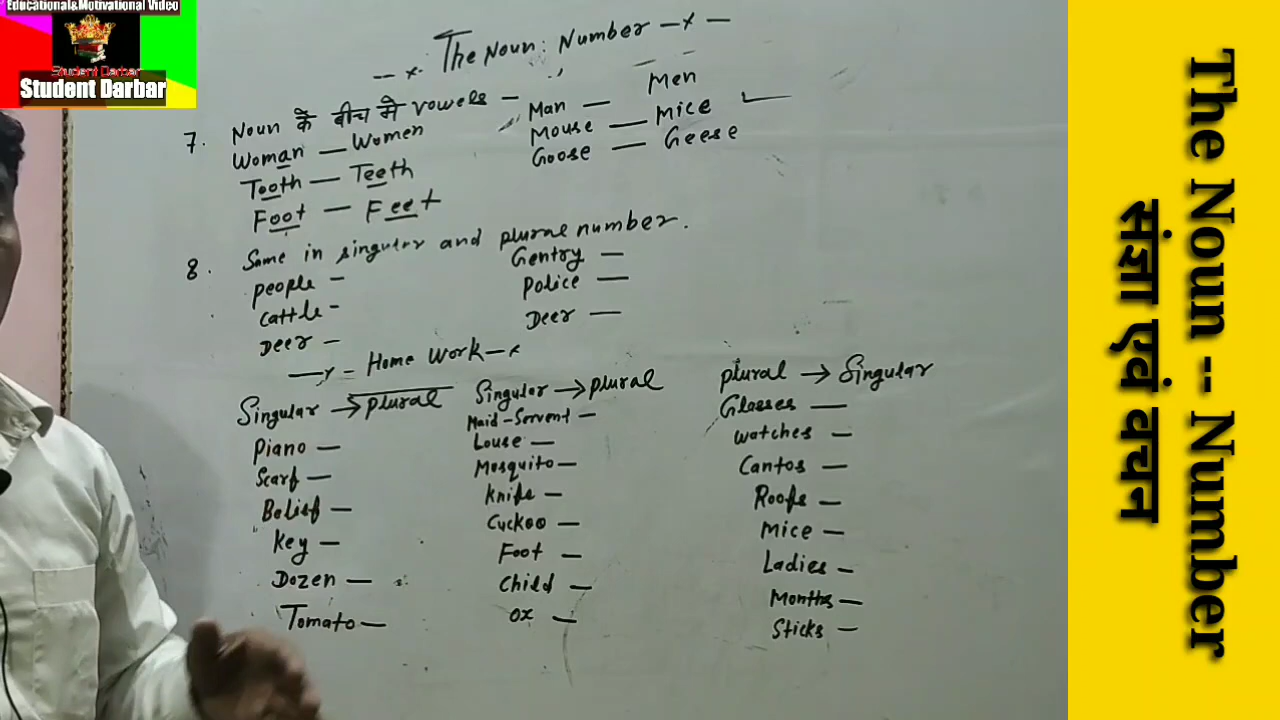 Educational&Motivational Video
Student Darbar
Student Darbar
-- x. The Noun: Number -x-
7. Noun के बीच मे vowels - Man - Men
Woman - Women Mouse - Mice
Tooth - Teeth Goose - Geese
Foot - Feet
8. Same in singular and plural number.
people - Gentry -
Cattle - Police -
Deer - Deer -
-x- Home Work -x
Singular → plural Singular → plural plural → Singular
Piano - Maid-Servent - Glasses -
Scarf - Louse - Watches -
Belief - Mosquito - Cantos -
Key - Knife - Roofs -
Dozen - Cuckoo - Mice -
Tomato - Foot - Ladies -
Child - Months -
Ox - Sticks -
The Noun -- Number
संज्ञा एवं वचन